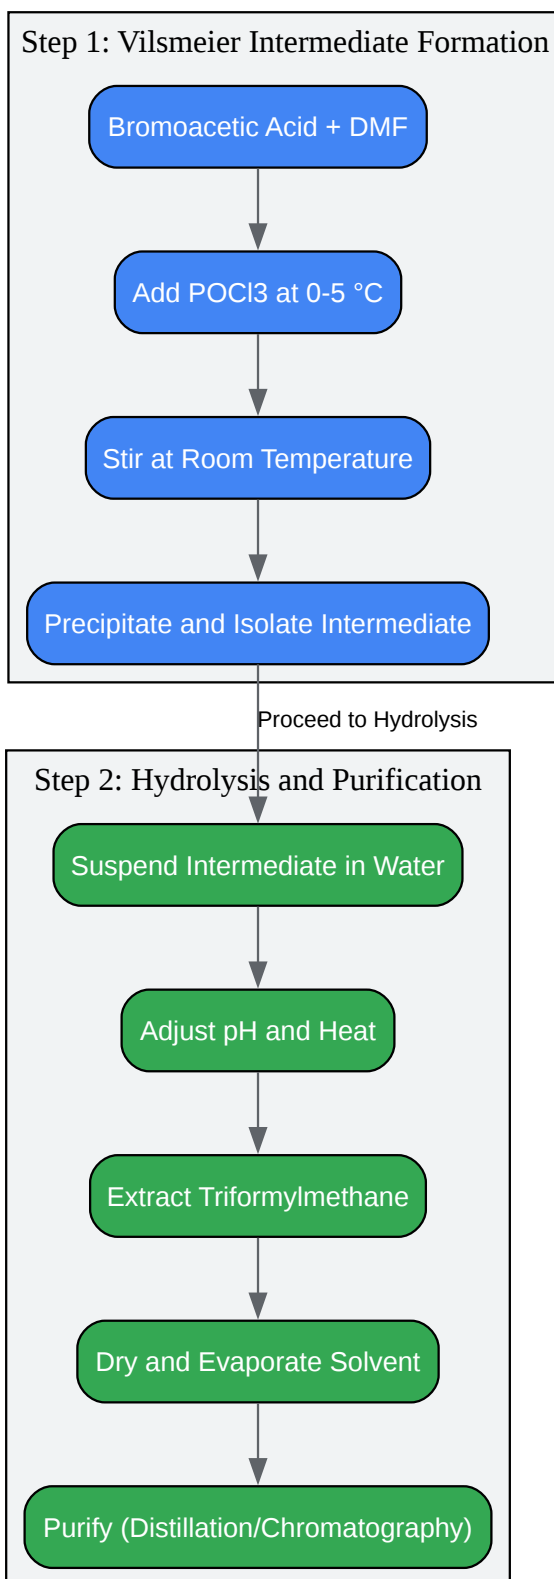 Step 1: Vilsmeier Intermediate Formation
Bromoacetic Acid + DMF
Add POCl3 at 0-5 °C
Stir at Room Temperature
Precipitate and Isolate Intermediate
Proceed to Hydrolysis
Step 2: Hydrolysis and Purification
Suspend Intermediate in Water
Adjust pH and Heat
Extract Triformylmethane
Dry and Evaporate Solvent
Purify (Distillation/Chromatography)